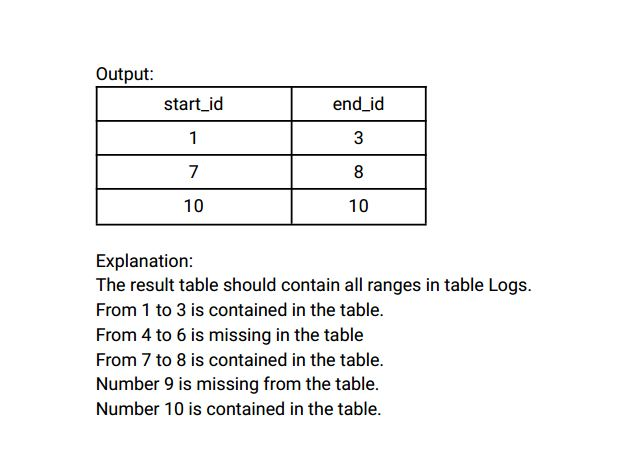 Output:
start_id end_id
1 3
7 8
10 10
Explanation:
The result table should contain all ranges in table Logs.
From 1 to 3 is contained in the table.
From 4 to 6 is missing in the table
From 7 to 8 is contained in the table.
Number 9 is missing from the table.
Number 10 is contained in the table.